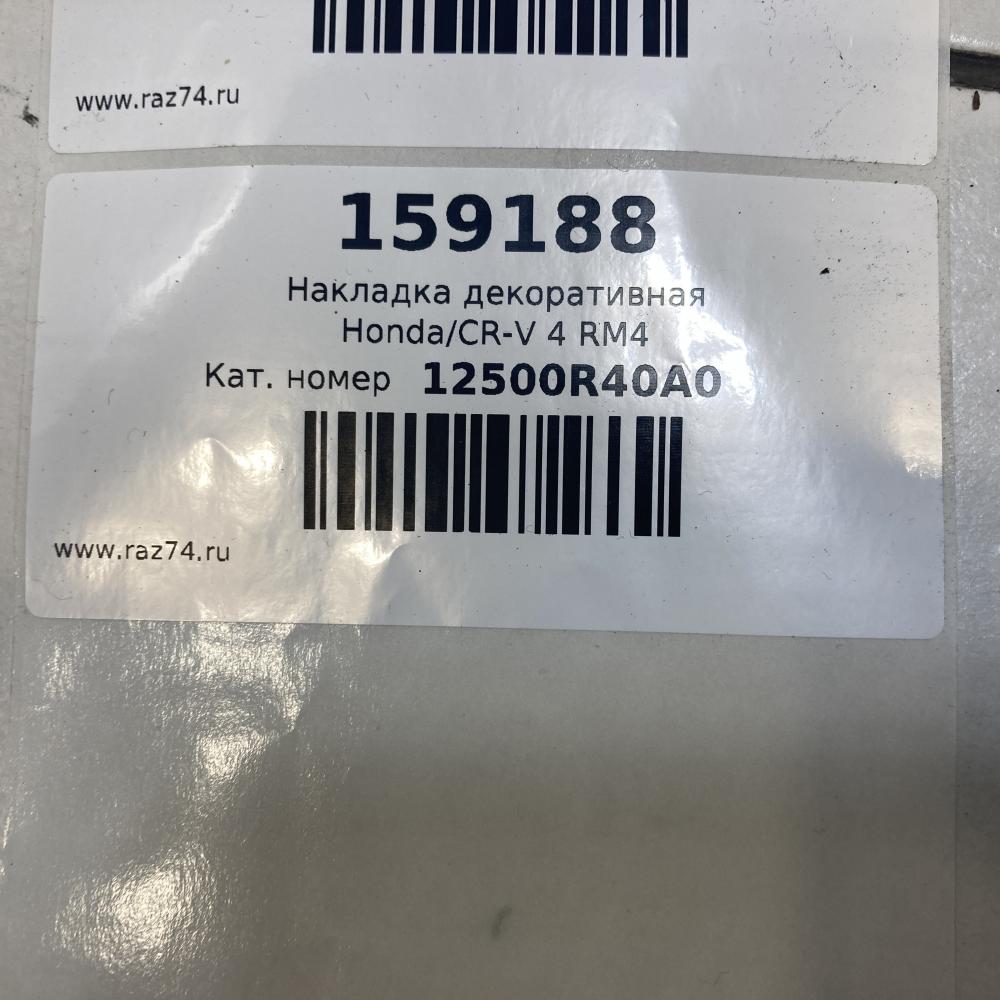 www.raz74.ru
159188
Накладка декоративная
Honda/CR-V 4 RM4
Кат. номер 12500R40A0
www.raz74.ru